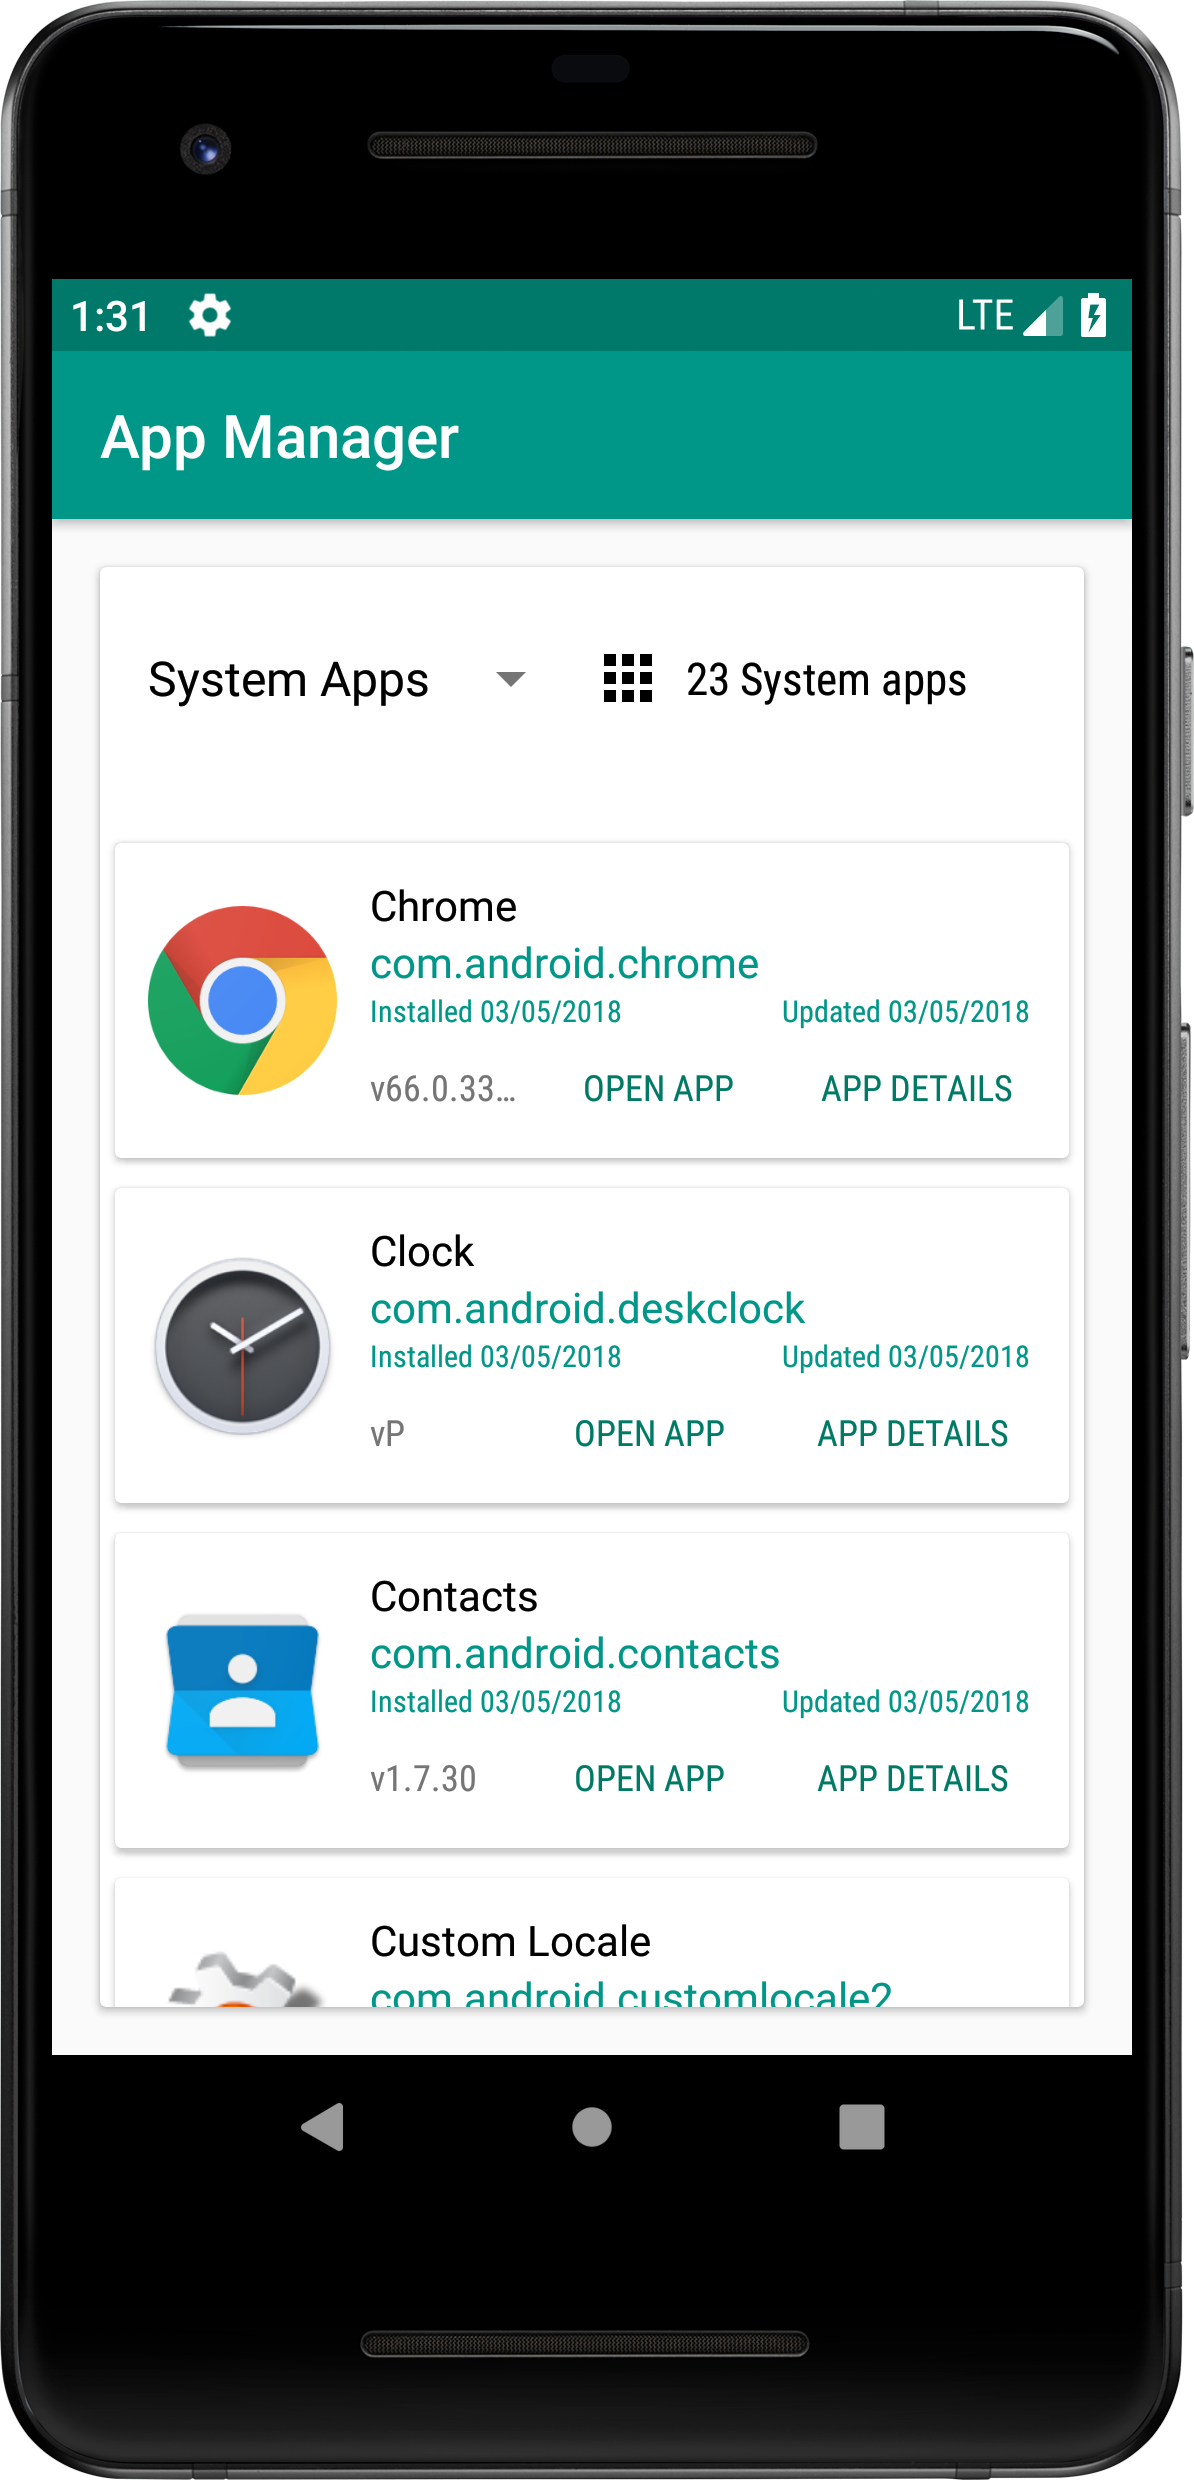 1:31 LTE
App Manager
System Apps 23 System apps
Chrome
com.android.chrome
Installed 03/05/2018 Updated 03/05/2018
v66.0.33... OPEN APP APP DETAILS
Clock
com.android.deskclock
Installed 03/05/2018 Updated 03/05/2018
vP OPEN APP APP DETAILS
Contacts
com.android.contacts
Installed 03/05/2018 Updated 03/05/2018
v1.7.30 OPEN APP APP DETAILS
Custom Locale
com.android.customlocale2